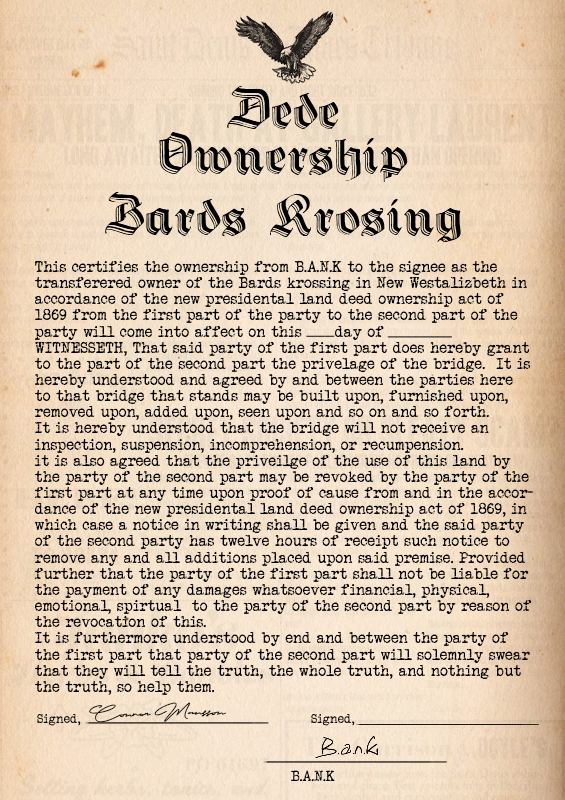 Dede
Ownership
Bards Krosing
This certifies the ownership from B.A.N.K to the signee as the
transferered owner of the Bards krossing in New Westalizbeth in
accordance of the new presidental land deed ownership act of
1869 from the first part of the party to the second part of the
party will come into affect on this ___day of ________
WITNESSETH, That said party of the first part does hereby grant
to the part of the second part the privelage of the bridge. It is
hereby understood and agreed by and between the parties here
to that bridge that stands may be built upon, furnished upon,
removed upon, added upon, seen upon and so on and so forth.
It is hereby understood that the bridge will not receive an
inspection, suspension, incomprehension, or recumpension.
it is also agreed that the priveilge of the use of this land by
the party of the second part may be revoked by the party of the
first part at any time upon proof of cause from and in the accor-
dance of the new presidental land deed ownership act of 1869, in
which case a notice in writing shall be given and the said party
of the second party has twelve hours of receipt such notice to
remove any and all additions placed upon said premise. Provided
further that the party of the first part shall not be liable for
the payment of any damages whatsoever financial, physical,
emotional, spirtual to the party of the second part by reason of
the revocation of this.
It is furthermore understood by end and between the party of
the first part that party of the second part will solemnly swear
that they will tell the truth, the whole truth, and nothing but
the truth, so help them.
Signed, Connor
Signed,
B.a.n.k
B.A.N.K